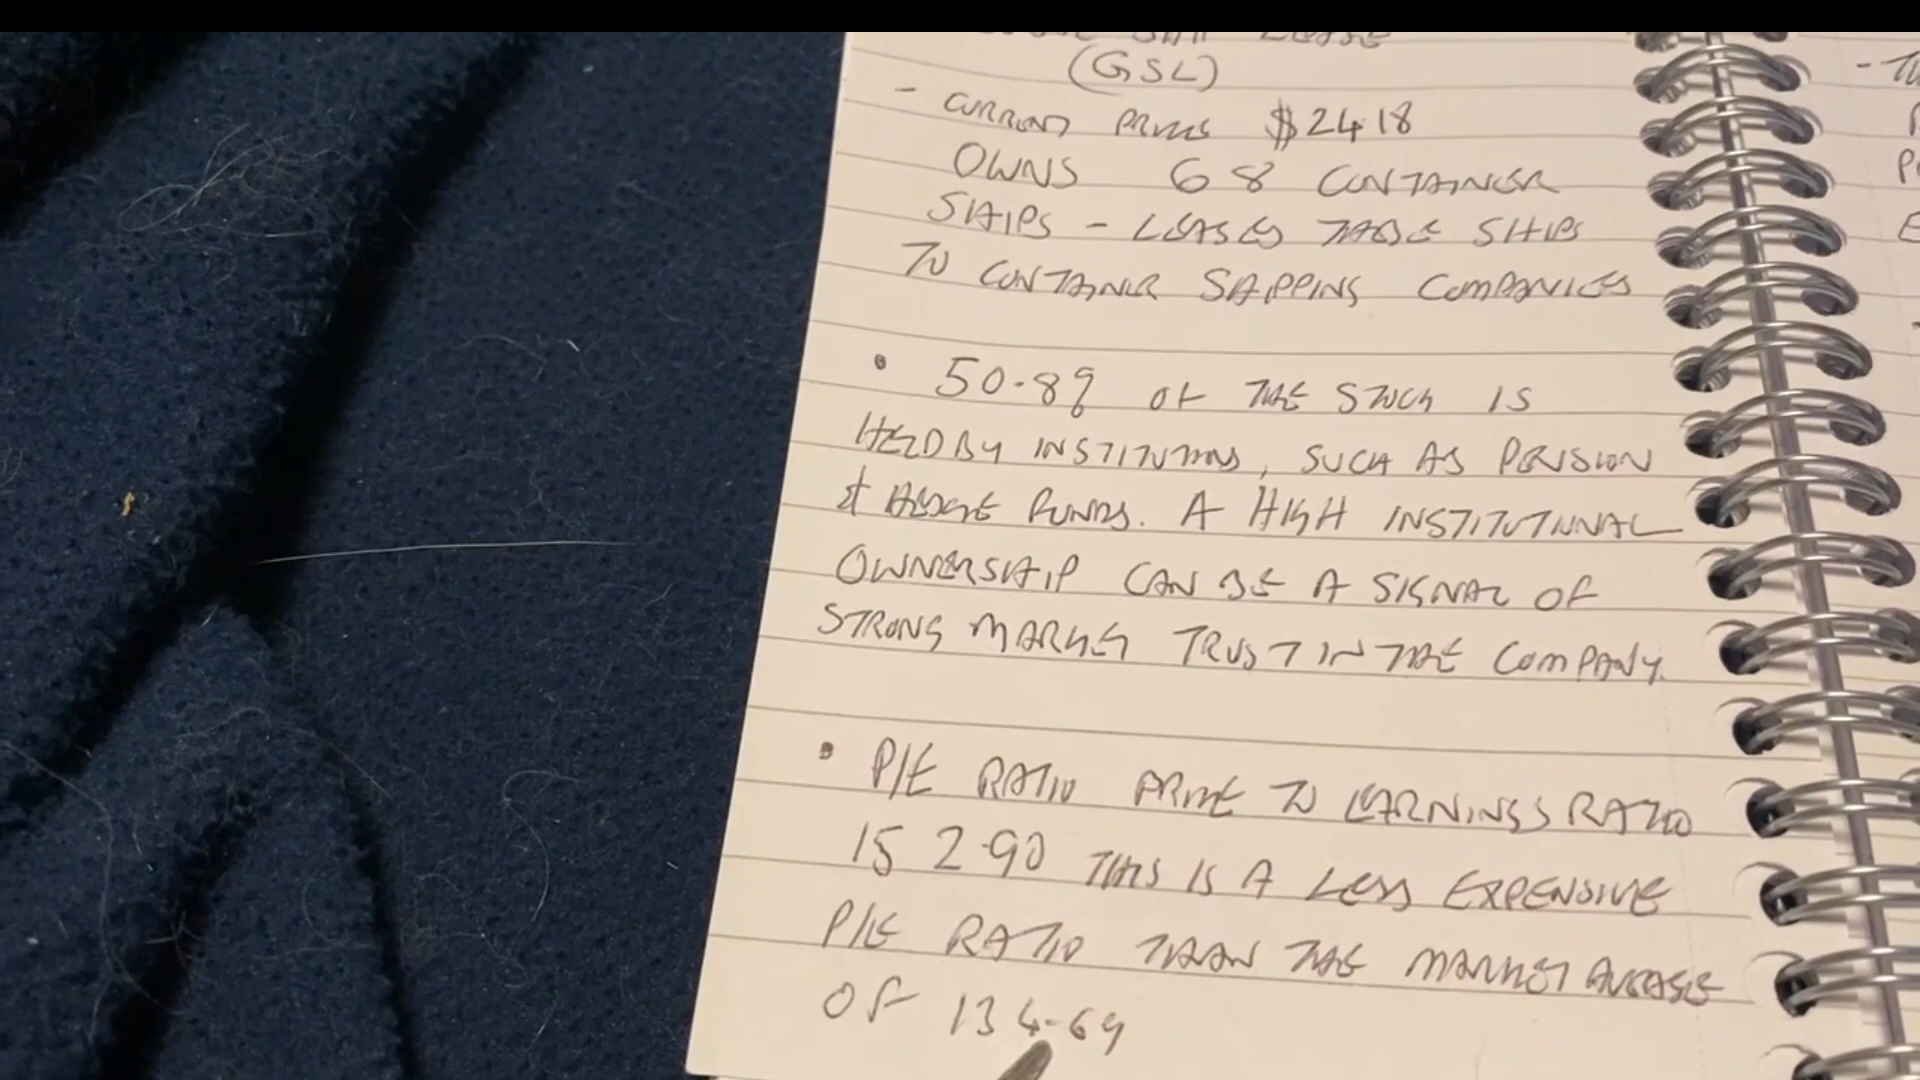 (GSL)
- CURRENT PRICE $24.18
OWNS 68 CONTAINER
SHIPS - LEASES THESE SHIPS
TO CONTAINER SHIPPING COMPANIES
• 50.89 OF THE STOCK IS
HELD BY INSTITUTIONS, SUCH AS PENSION
& HEDGE FUNDS. A HIGH INSTITUTIONAL
OWNERSHIP CAN BE A SIGNAL OF
STRONG MARKET TRUST IN THE COMPANY.
• P/E RATIO PRICE TO EARNINGS RATIO
IS 2.90 THIS IS A LESS EXPENSIVE
P/E RATIO THAN THE MARKET AVERAGE
OF 134.69